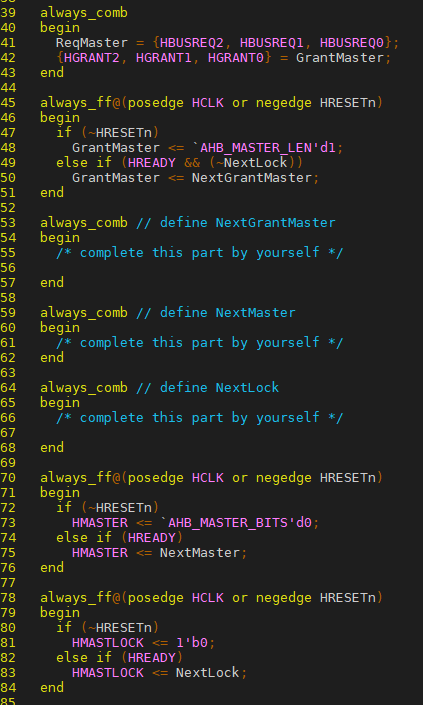 39 always_comb
40 begin
41 ReqMaster = {HBUSREQ2, HBUSREQ1, HBUSREQ0};
42 {HGRANT2, HGRANT1, HGRANT0} = GrantMaster;
43 end
44
45 always_ff@(posedge HCLK or negedge HRESETn)
46 begin
47 if (~HRESETn)
48 GrantMaster <= `AHB_MASTER_LEN'd1;
49 else if (HREADY && (~NextLock))
50 GrantMaster <= NextGrantMaster;
51 end
52
53 always_comb // define NextGrantMaster
54 begin
55 /* complete this part by yourself */
56
57 end
58
59 always_comb // define NextMaster
60 begin
61 /* complete this part by yourself */
62 end
63
64 always_comb // define NextLock
65 begin
66 /* complete this part by yourself */
67
68 end
69
70 always_ff@(posedge HCLK or negedge HRESETn)
71 begin
72 if (~HRESETn)
73 HMASTER <= `AHB_MASTER_BITS'd0;
74 else if (HREADY)
75 HMASTER <= NextMaster;
76 end
77
78 always_ff@(posedge HCLK or negedge HRESETn)
79 begin
80 if (~HRESETn)
81 HMASTLOCK <= 1'b0;
82 else if (HREADY)
83 HMASTLOCK <= NextLock;
84 end
85